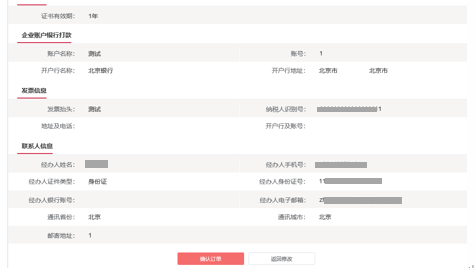 证书有效期： 1年
企业账户银行打款
账户名称： 测试 账号： 1
开户行名称： 北京银行 开户行地址： 北京市 北京市
发票信息
发票抬头： 测试 纳税人识别号： 1
地址及电话： 开户行及账号：
联系人信息
经办人姓名： 经办人手机号：
经办人证件类型： 身份证 经办人身份证号： 11
经办人银行账号： 经办人电子邮箱： zf
通讯省份： 北京 通讯城市： 北京
邮寄地址： 1
确认订单 返回修改